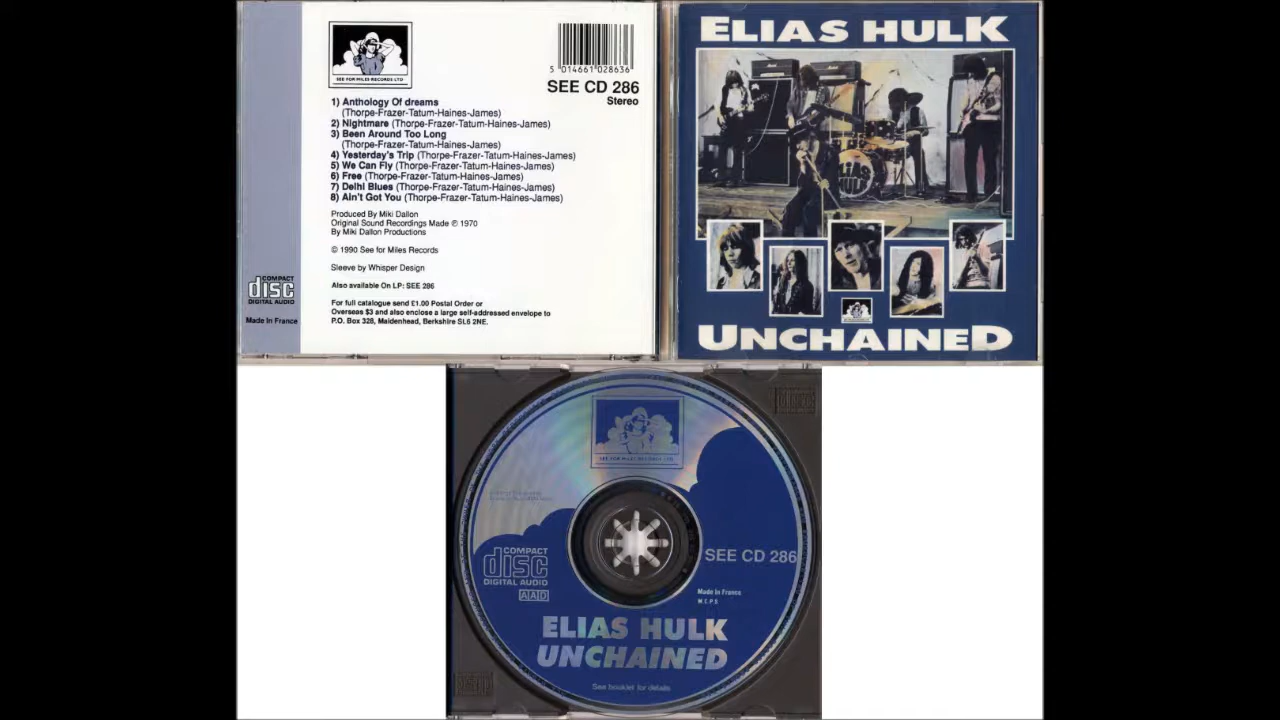 SEE FOR MILES RECORDS LTD
5 014661 028636
SEE CD 286
Stereo
1) Anthology Of dreams
(Thorpe-Frazer-Tatum-Haines-James)
2) Nightmare (Thorpe-Frazer-Tatum-Haines-James)
3) Been Around Too Long
(Thorpe-Frazer-Tatum-Haines-James)
4) Yesterday's Trip (Thorpe-Frazer-Tatum-Haines-James)
5) We Can Fly (Thorpe-Frazer-Tatum-Haines-James)
6) Free (Thorpe-Frazer-Tatum-Haines-James)
7) Delhi Blues (Thorpe-Frazer-Tatum-Haines-James)
8) Ain't Got You (Thorpe-Frazer-Tatum-Haines-James)
Produced By Miki Dallon
Original Sound Recordings Made ℗ 1970
By Miki Dallon Productions
© 1990 See for Miles Records
Sleeve by Whisper Design
Also available On LP: SEE 286
For full catalogue send £1.00 Postal Order or
Overseas $3 and also enclose a large self-addressed envelope to
P.O. Box 328, Maidenhead, Berkshire SL6 2NE.
COMPACT
disc
DIGITAL AUDIO
Made In France
ELIAS HULK
ELIAS
HULK
UNCHAINED
SEE FOR MILES RECORDS LTD
COMPACT
disc
DIGITAL AUDIO
AAD
SEE CD 286
Made In France
M.C.P.S
ELIAS HULK
UNCHAINED
See booklet for details